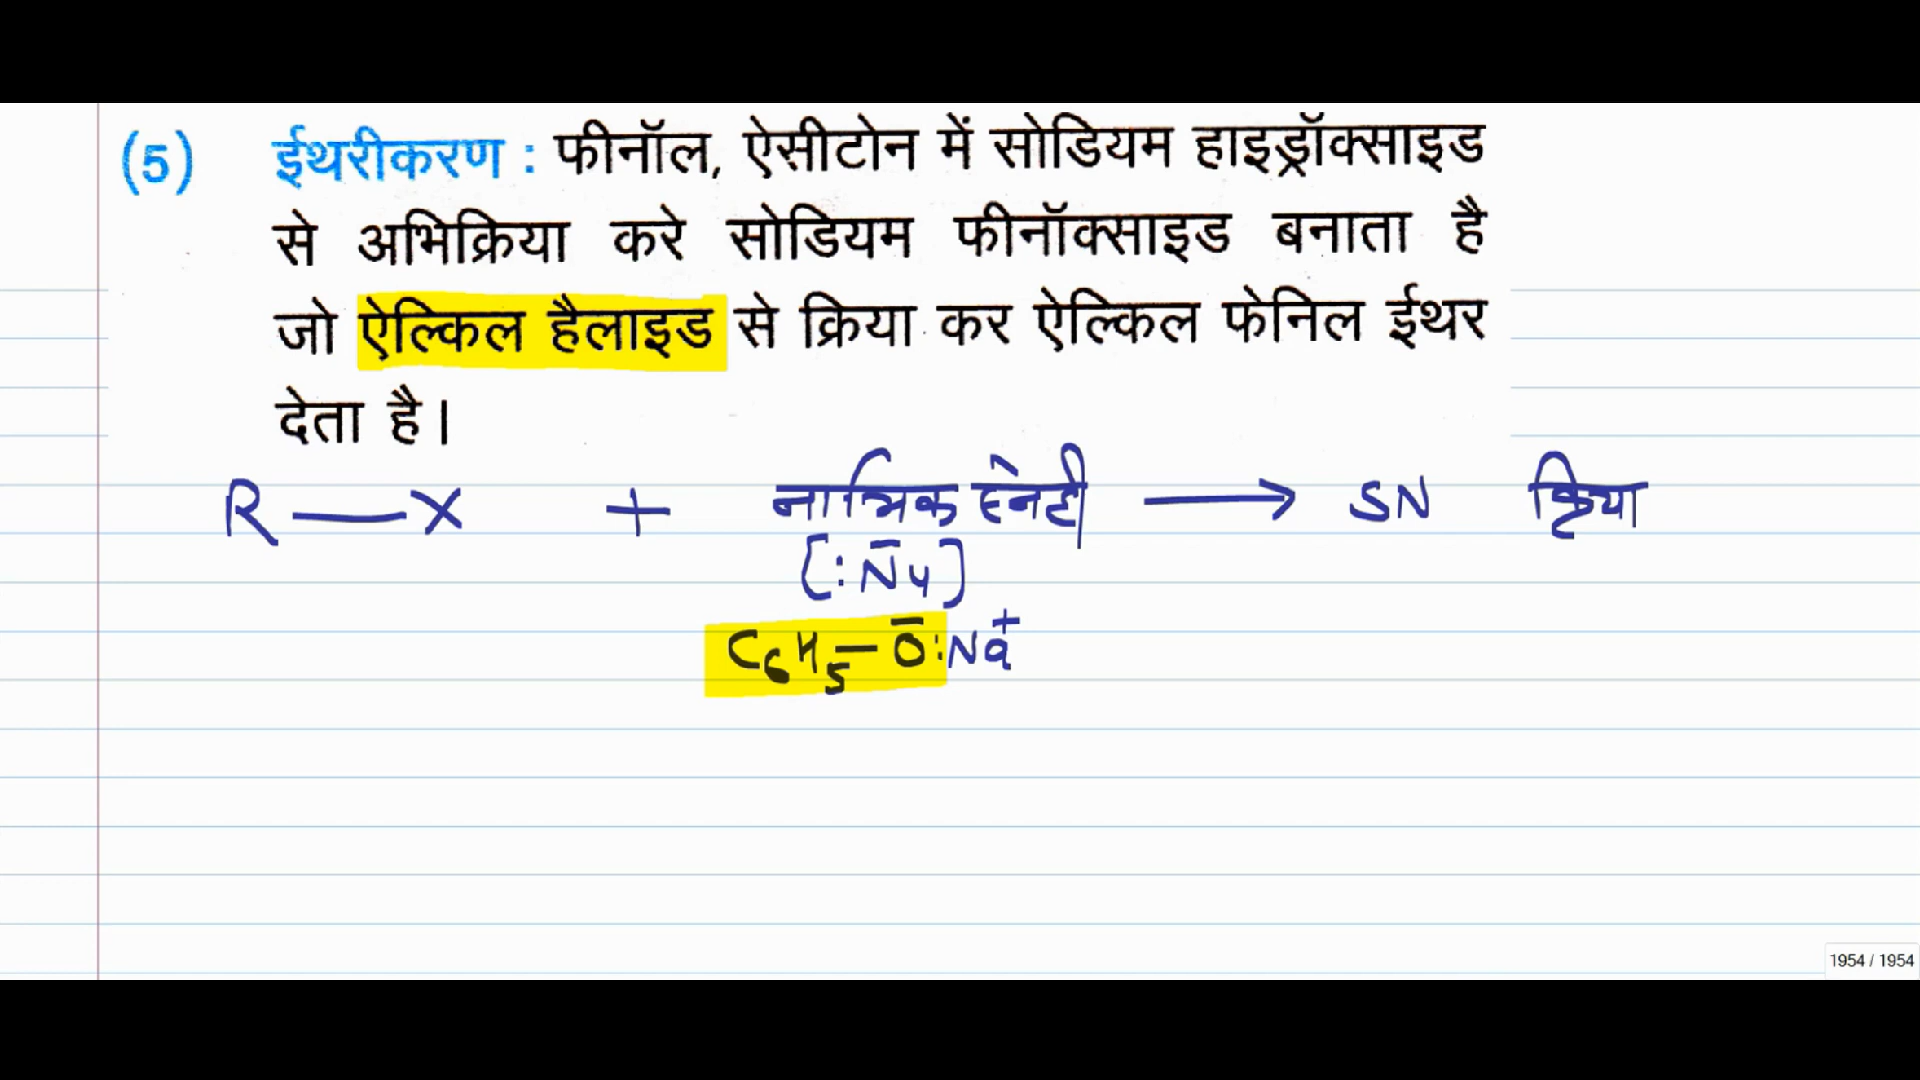 (5) ईथरीकरण : फीनॉल, ऐसीटोन में सोडियम हाइड्रॉक्साइड
से अभिक्रिया करे सोडियम फीनॉक्साइड बनाता है
जो ऐल्किल हैलाइड से क्रिया कर ऐल्किल फेनिल ईथर
देता है।
R — X + नाभिक स्नेही → SN क्रिया
[:N̄u]
C₆H₅ — Ō:Na⁺
1954 / 1954